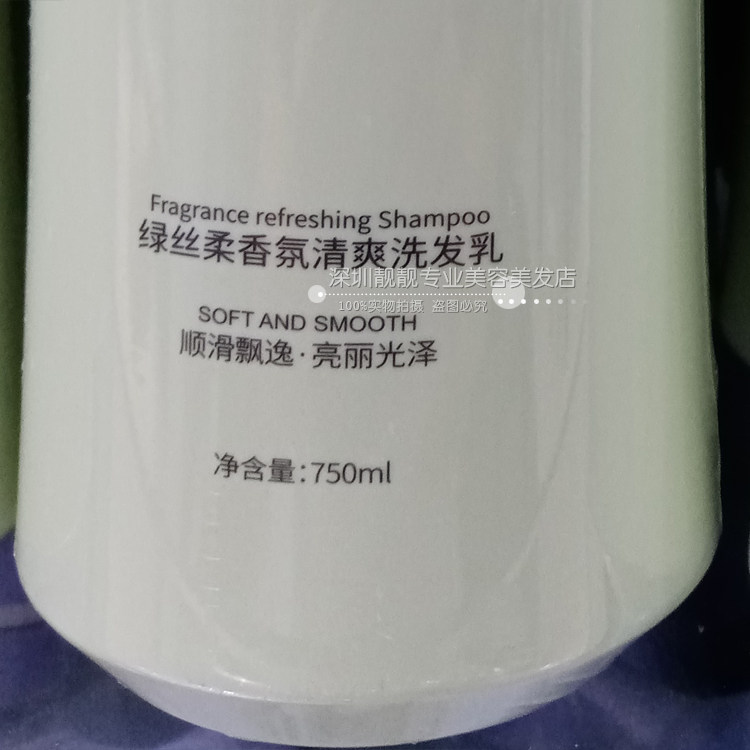 Fragrance refreshing Shampoo
绿丝柔香氛清爽洗发乳
深圳靓靓专业美容美发店
100%实物拍摄 盗图必究
SOFT AND SMOOTH
顺滑飘逸·亮丽光泽
净含量:750ml